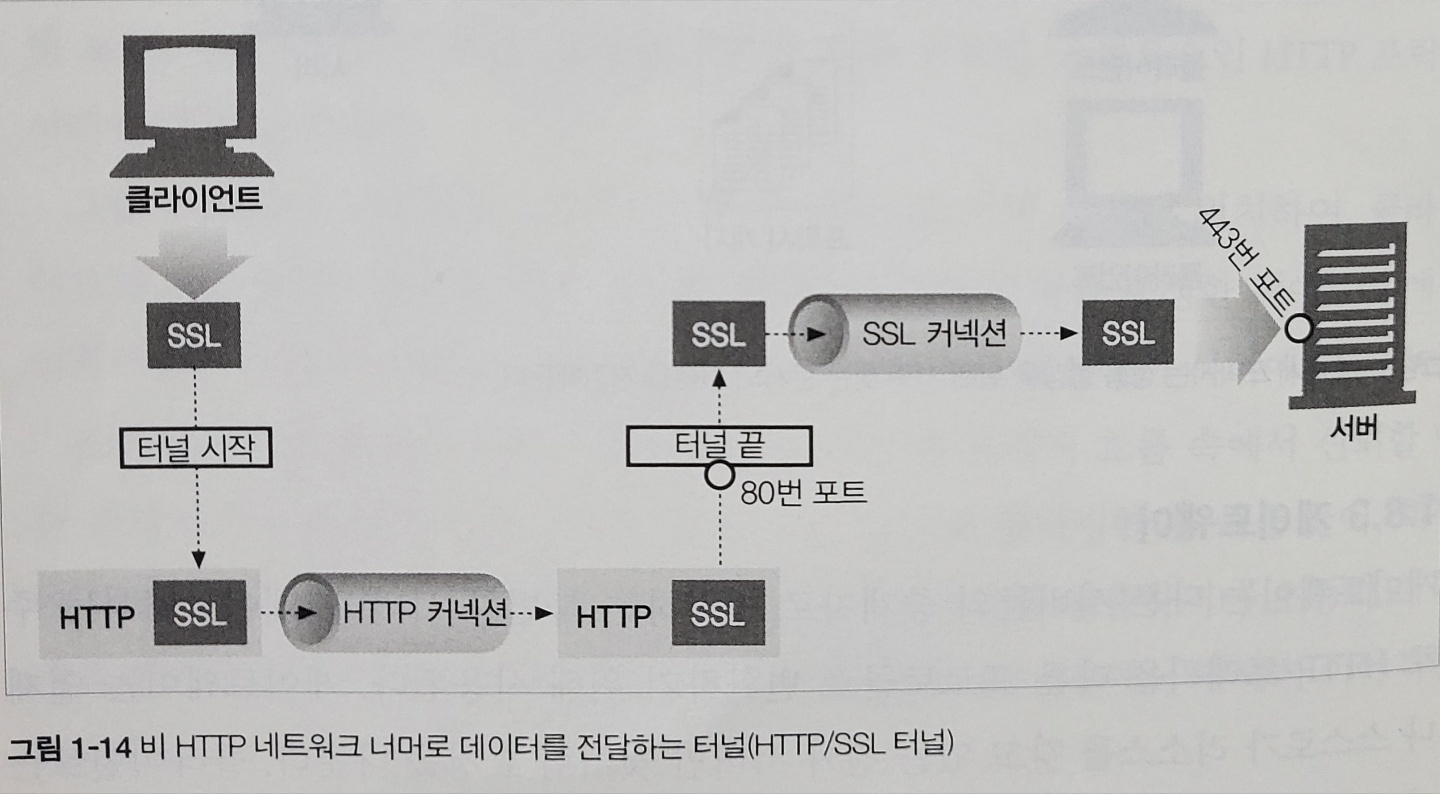 클라이언트
SSL
터널 시작
HTTP SSL
HTTP 커넥션
HTTP SSL
80번 포트
터널 끝
SSL
SSL 커넥션
SSL
443번 포트
서버
그림 1-14 비 HTTP 네트워크 너머로 데이터를 전달하는 터널(HTTP/SSL 터널)